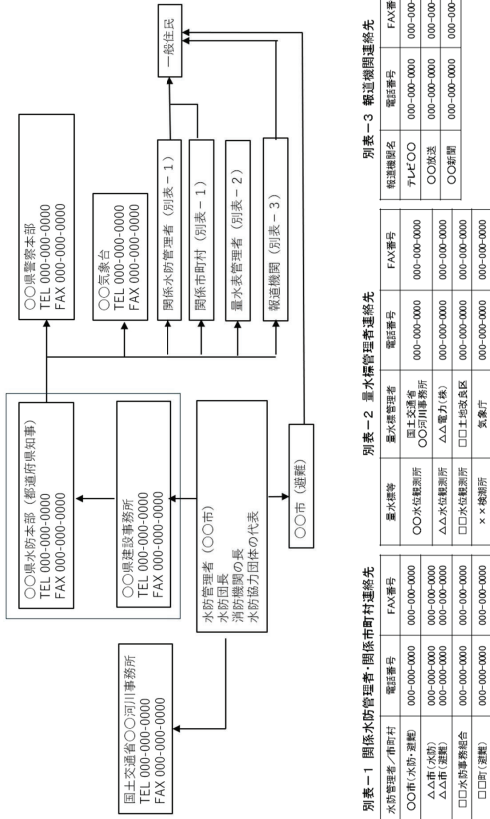 国土交通省○○河川事務所
TEL 000-000-0000
FAX 000-000-0000
○○県水防本部（都道府県知事）
TEL 000-000-0000
FAX 000-000-0000
○○県建設事務所
TEL 000-000-0000
FAX 000-000-0000
水防管理者（○○市）
水防団長
消防機関の長
水防協力団体の代表
○○市（避難）
○○県警察本部
TEL 000-000-0000
FAX 000-000-0000
○○気象台
TEL 000-000-0000
FAX 000-000-0000
関係水防管理者（別表－１）
関係市町村（別表－１）
量水表管理者（別表－２）
報道機関（別表－３）
一般住民
別表－１ 関係水防管理者・関係市町村連絡先
水防管理者／市町村 電話番号 FAX番号
○○市（水防・避難） 000-000-0000 000-000-0000
△△市（水防） 000-000-0000 000-000-0000
△△市（避難） 000-000-0000 000-000-0000
□□水防事務組合 000-000-0000 000-000-0000
□□町（避難） 000-000-0000 000-000-0000
別表－２ 量水標管理者連絡先
量水標等 量水標管理者 電話番号 FAX番号
○○水位観測所 国土交通省 000-000-0000 000-000-0000
○○河川事務所
△△水位観測所 △△電力（株） 000-000-0000 000-000-0000
□□水位観測所 □□土地改良区 000-000-0000 000-000-0000
××検潮所 気象庁 000-000-0000 000-000-0000
別表－３ 報道機関連絡先
報道機関名 電話番号 FAX番
テレビ○○ 000-000-0000 000-000-
○○放送 000-000-0000 000-000-
○○新聞 000-000-0000 000-000-